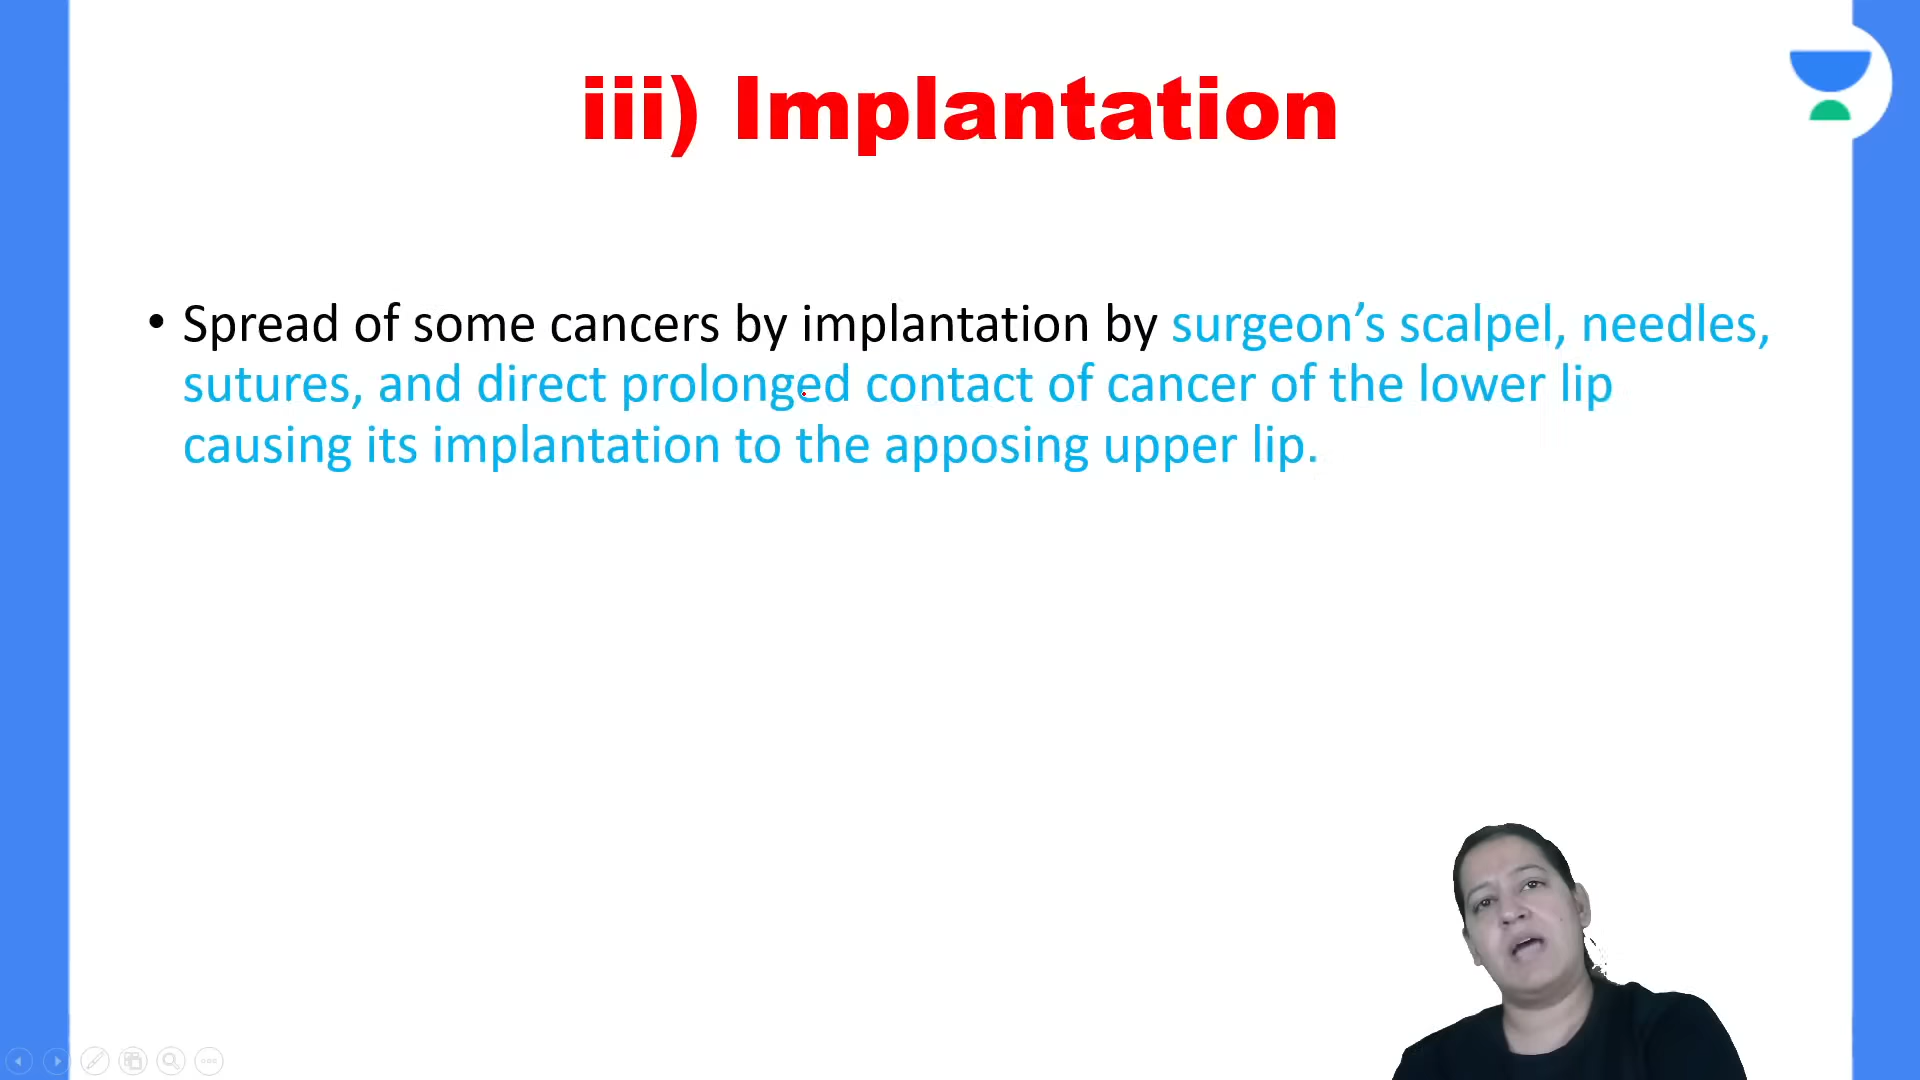 iii) Implantation
• Spread of some cancers by implantation by surgeon’s scalpel, needles,
sutures, and direct prolonged contact of cancer of the lower lip
causing its implantation to the apposing upper lip.